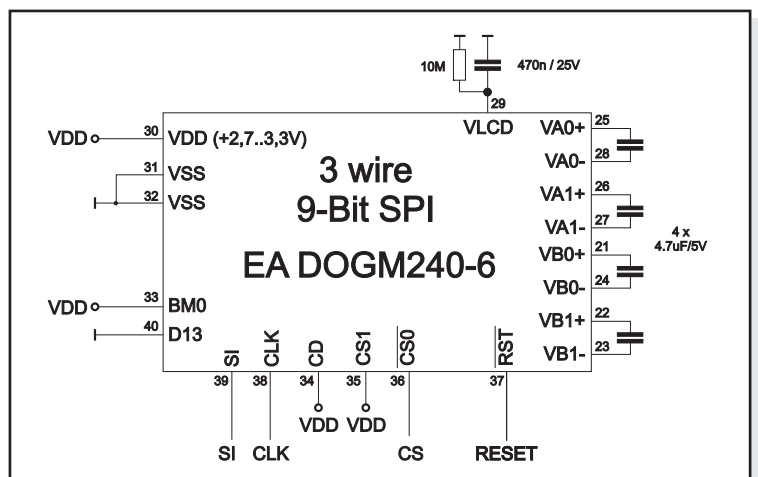 10M
470n / 25V
29
VLCD
VDD
30
VDD (+2,7..3,3V)
31
VSS
32
VSS
3 wire
9-Bit SPI
EA DOGM240-6
VDD
33
BM0
40
D13
VA0+
25
VA0-
28
VA1+
26
VA1-
27
VB0+
21
VB0-
24
VB1+
22
VB1-
23
4 x
4.7uF/5V
SI
CLK
CD
CS1
CS0
RST
39
38
34
35
36
37
VDD
VDD
SI
CLK
CS
RESET